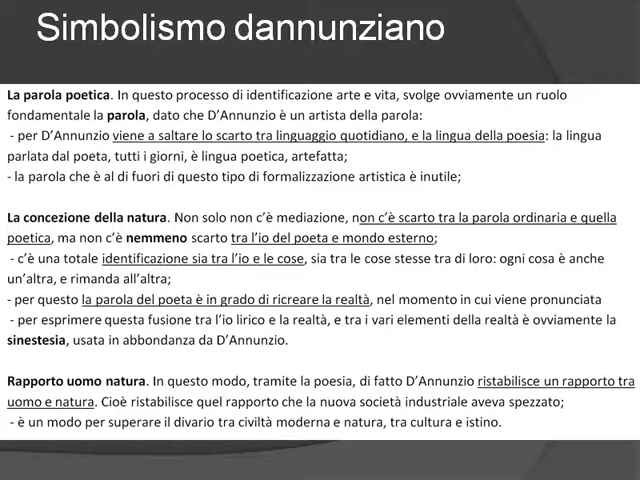 Simbolismo dannunziano
La parola poetica. In questo processo di identificazione arte e vita, svolge ovviamente un ruolo
fondamentale la parola, dato che D'Annunzio è un artista della parola:
- per D'Annunzio viene a saltare lo scarto tra linguaggio quotidiano, e la lingua della poesia: la lingua
parlata dal poeta, tutti i giorni, è lingua poetica, artefatta;
- la parola che è al di fuori di questo tipo di formalizzazione artistica è inutile;
La concezione della natura. Non solo non c'è mediazione, non c'è scarto tra la parola ordinaria e quella
poetica, ma non c'è nemmeno scarto tra l'io del poeta e mondo esterno;
- c'è una totale identificazione sia tra l'io e le cose, sia tra le cose stesse tra di loro: ogni cosa è anche
un'altra, e rimanda all'altra;
- per questo la parola del poeta è in grado di ricreare la realtà, nel momento in cui viene pronunciata
- per esprimere questa fusione tra l'io lirico e la realtà, e tra i vari elementi della realtà è ovviamente la
sinestesia, usata in abbondanza da D'Annunzio.
Rapporto uomo natura. In questo modo, tramite la poesia, di fatto D'Annunzio ristabilisce un rapporto tra
uomo e natura. Cioè ristabilisce quel rapporto che la nuova società industriale aveva spezzato;
- è un modo per superare il divario tra civiltà moderna e natura, tra cultura e istino.